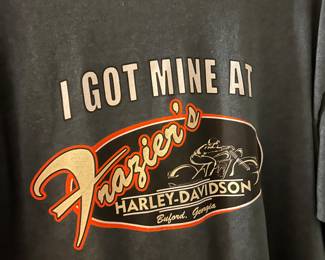 I GOT MINE AT
Frazier's
HARLEY-DAVIDSON
Buford, Georgia